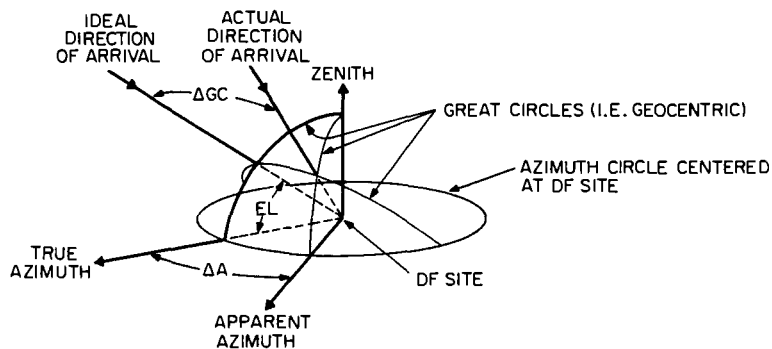 IDEAL
DIRECTION
OF ARRIVAL
ACTUAL
DIRECTION
OF ARRIVAL
ZENITH
ΔGC
GREAT CIRCLES (I.E. GEOCENTRIC)
AZIMUTH CIRCLE CENTERED
AT DF SITE
EL
TRUE
AZIMUTH
ΔA
DF SITE
APPARENT
AZIMUTH